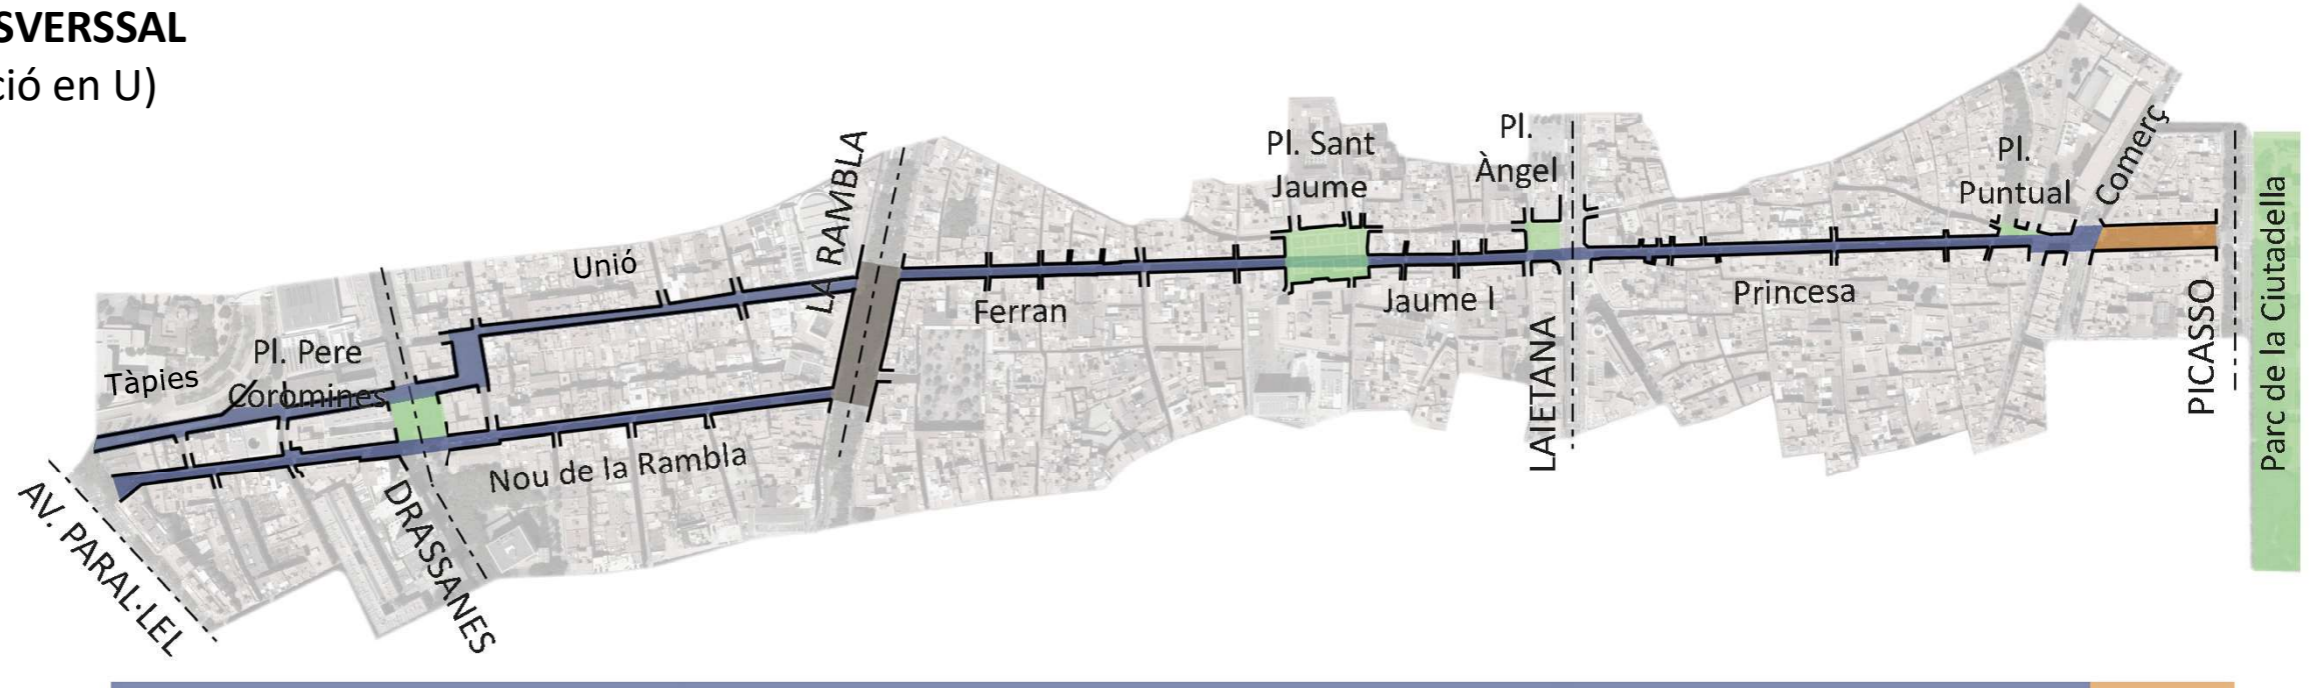 SVERSSAL
ció en U)
LA RAMBLA
Pl. Sant
Jaume
Pl.
Àngel
Pl.
Puntual
Comerç
Parc de la Ciutadella
Unió
Ferran
Jaume I
Princesa
PICASSO
LAIETANA
Pl. Pere
Coromines
Tàpies
Nou de la Rambla
DRASSANES
AV. PARAL·LEL